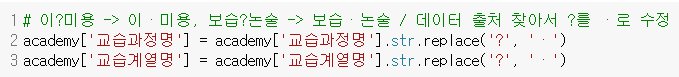 1 # 이?미용 -> 이ㆍ미용, 보습?논술 -> 보습ㆍ논술 / 데이터 출처 찾아서 ?를 ㆍ로 수정
2 academy['교습과정명'] = academy['교습과정명'].str.replace('?', 'ㆍ')
3 academy['교습계열명'] = academy['교습계열명'].str.replace('?', 'ㆍ')